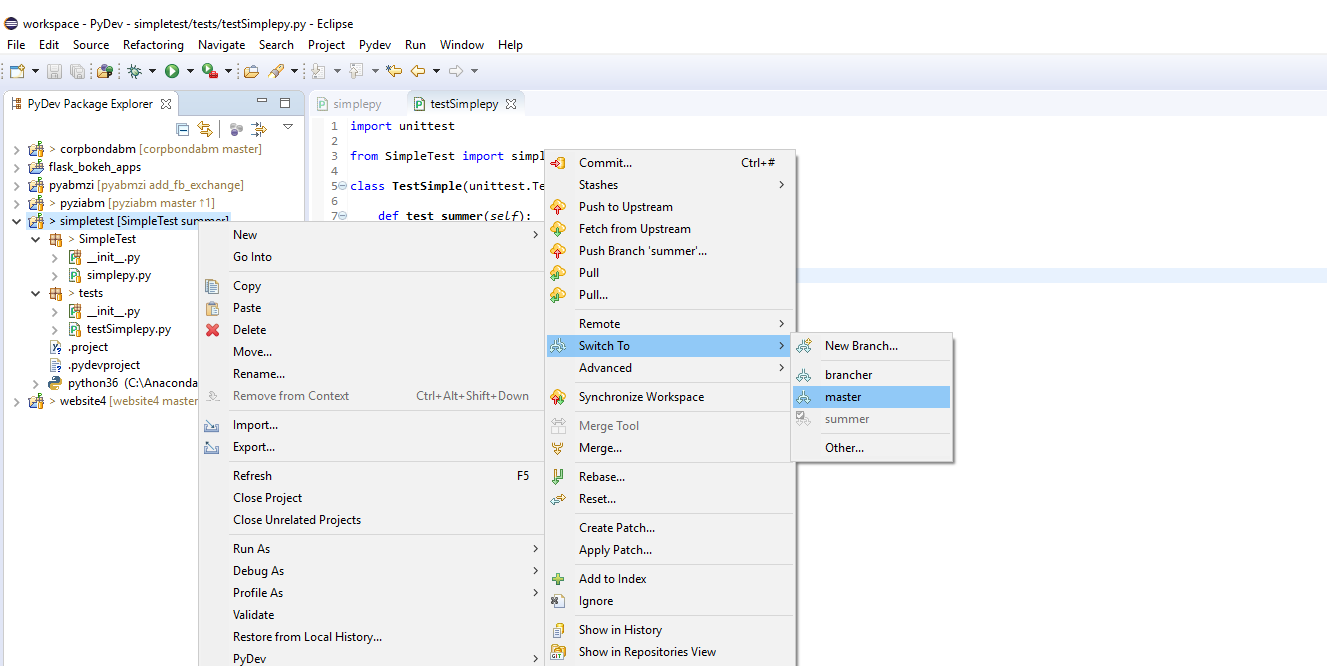 workspace - PyDev - simpletest/tests/testSimplepy.py - Eclipse
File Edit Source Refactoring Navigate Search Project Pydev Run Window Help
PyDev Package Explorer
> corpbondabm [corpbondabm master]
flask_bokeh_apps
pyabmzi [pyabmzi add_fb_exchange]
> pyziabm [pyziabm master ↑1]
> simpletest [SimpleTest summer]
> SimpleTest
__init__.py
simplepy.py
> tests
__init__.py
testSimplepy.py
.project
.pydevproject
python36 (C:\Anaconda
> website4 [website4 master
simplepy
testSimplepy
1 import unittest
2
3 from SimpleTest import simpl
4
5 class TestSimple(unittest.Te
6
7 def test_summer(self):
New
Go Into
Copy
Paste
Delete
Move...
Rename...
Remove from Context Ctrl+Alt+Shift+Down
Import...
Export...
Refresh F5
Close Project
Close Unrelated Projects
Run As
Debug As
Profile As
Validate
Restore from Local History...
PyDev
Commit... Ctrl+#
Stashes
Push to Upstream
Fetch from Upstream
Push Branch 'summer'...
Pull
Pull...
Remote
Switch To
Advanced
Synchronize Workspace
Merge Tool
Merge...
Rebase...
Reset...
Create Patch...
Apply Patch...
Add to Index
Ignore
Show in History
Show in Repositories View
New Branch...
brancher
master
summer
Other...